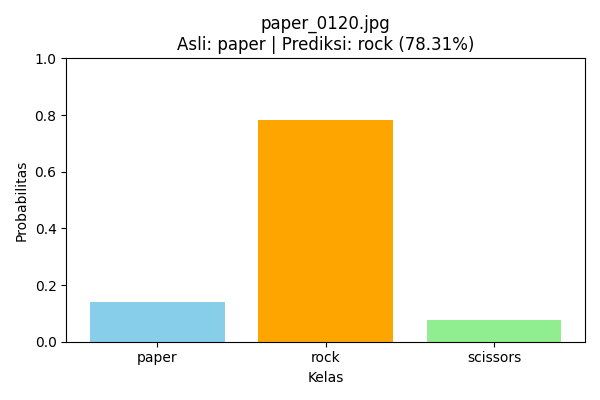 paper_0120.jpg
Asli: paper | Prediksi: rock (78.31%)
1.0
0.8
0.6
0.4
0.2
0.0
Probabilitas
paper rock scissors
Kelas